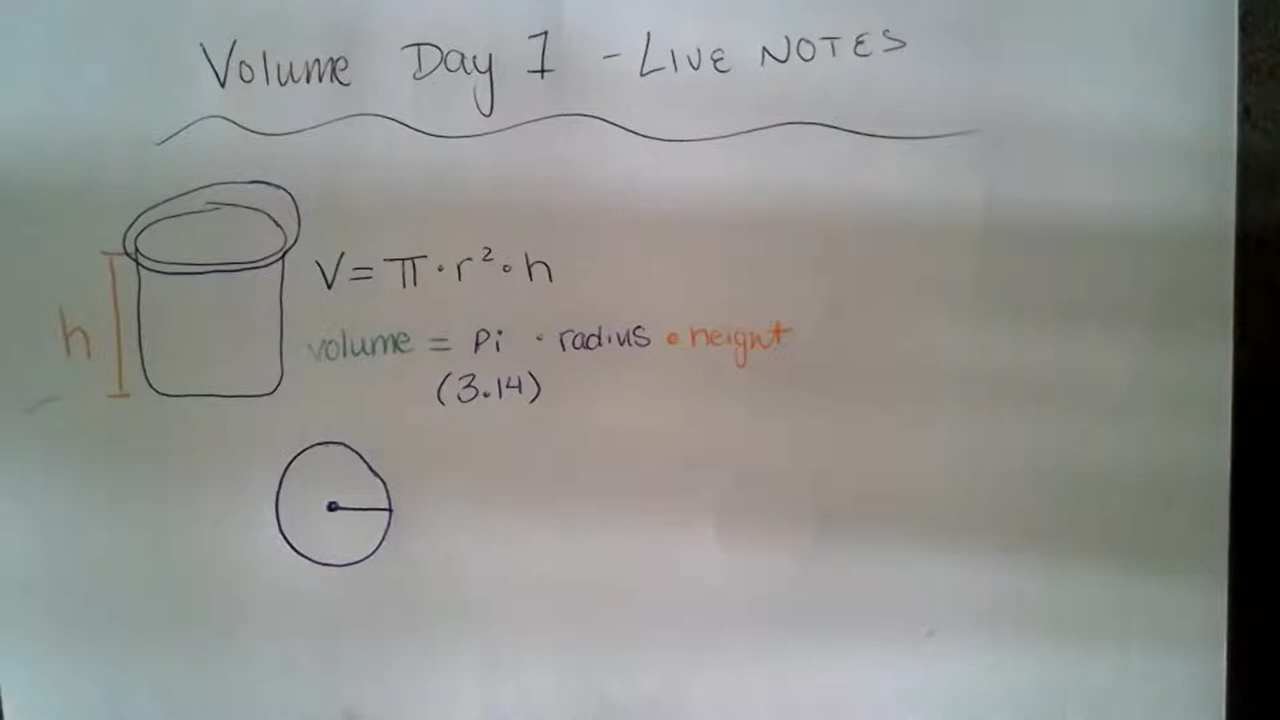 Volume Day 1 - LIVE NOTES
V = π · r² · h
h
volume = Pi · radius · height
(3.14)